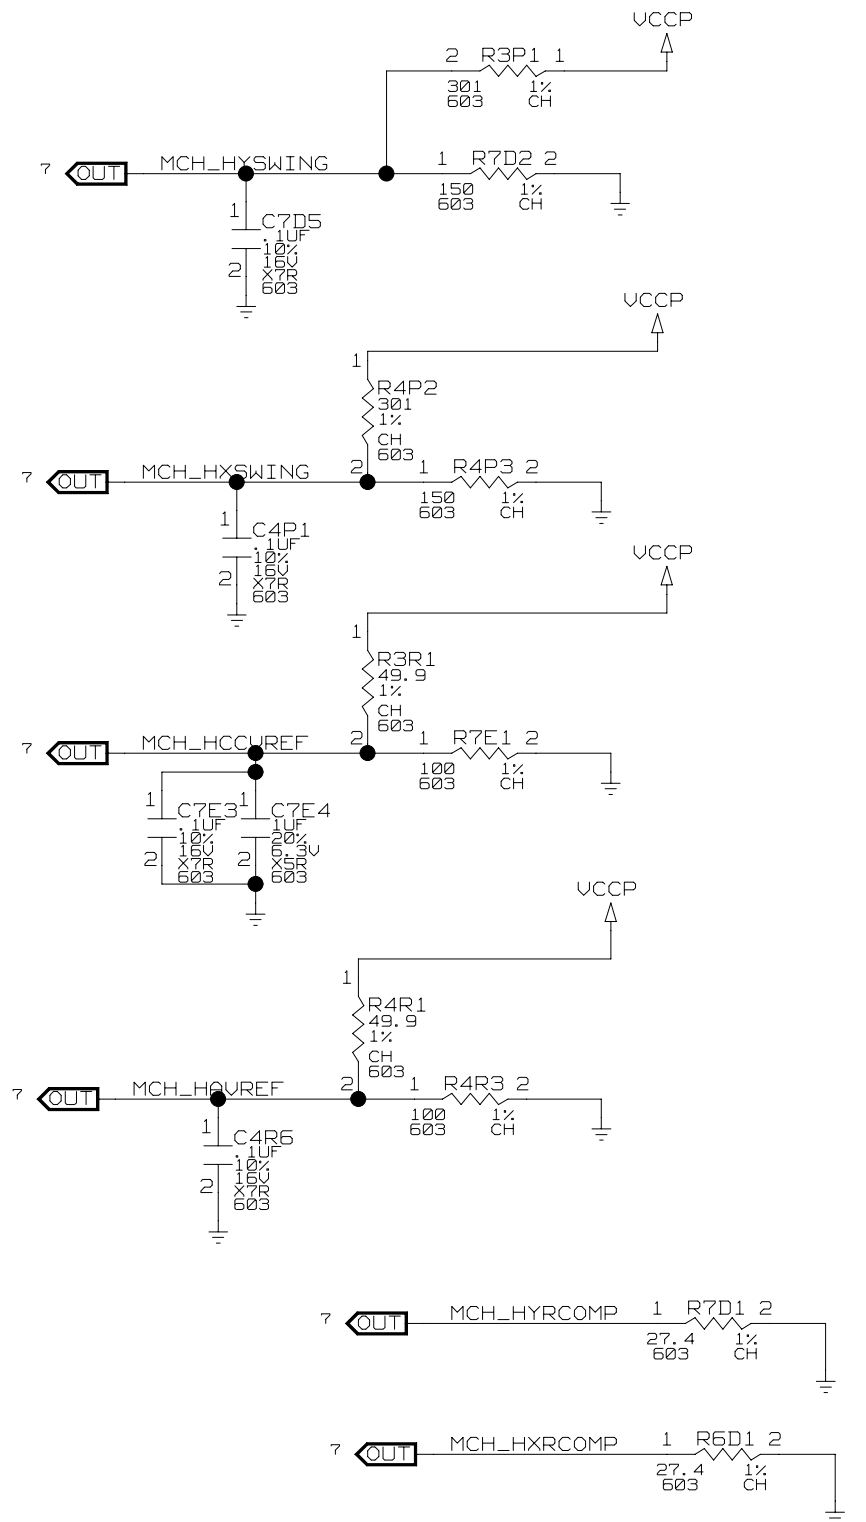 VCCP
2 R3P1 1
301 1%
603 CH
7 OUT MCH_HYSWING 1 R7D2 2
150 1%
603 CH
1 C7D5
.1UF
10%
16V
2 X7R
603
VCCP
1
R4P2
301
1%
CH
603
7 OUT MCH_HXSWING 2 1 R4P3 2
150 1%
603 CH
1 C4P1
.1UF
10%
16V
2 X7R
603
VCCP
1
R3R1
49.9
1%
CH
603
7 OUT MCH_HCCVREF 2 1 R7E1 2
100 1%
603 CH
1 C7E3 1 C7E4
.1UF 1UF
10% 20%
16V 6.3V
2 X7R 2 X5R
603 603
VCCP
1
R4R1
49.9
1%
CH
603
7 OUT MCH_HAVREF 2 1 R4R3 2
100 1%
603 CH
1 C4R6
.1UF
10%
16V
2 X7R
603
7 OUT MCH_HYRCOMP 1 R7D1 2
27.4 1%
603 CH
7 OUT MCH_HXRCOMP 1 R6D1 2
27.4 1%
603 CH